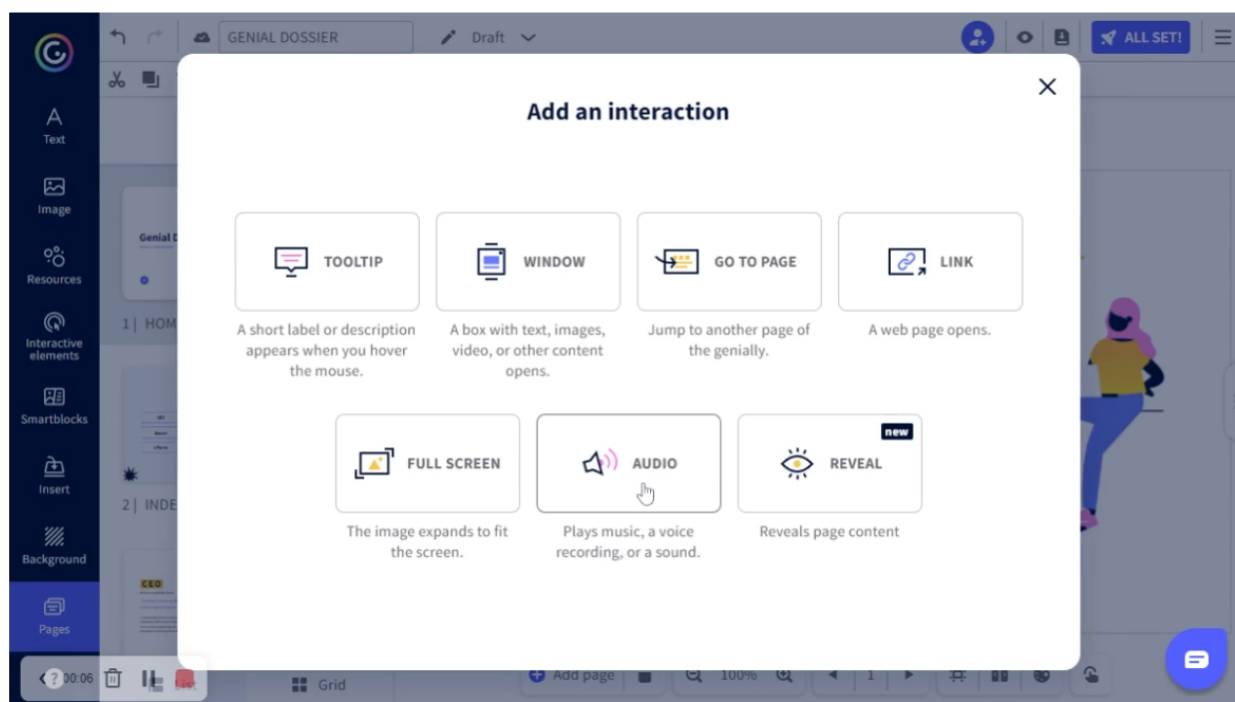 GENIAL DOSSIER
Draft
ALL SET!
Add an interaction
Text
Image
Resources
Interactive
elements
Smartblocks
Insert
Background
Pages
Genial D
1 | HOM
2 | INDE
CEO
TOOLTIP
A short label or description
appears when you hover
the mouse.
WINDOW
A box with text, images,
video, or other content
opens.
GO TO PAGE
Jump to another page of
the genially.
LINK
A web page opens.
FULL SCREEN
The image expands to fit
the screen.
AUDIO
Plays music, a voice
recording, or a sound.
new
REVEAL
Reveals page content
? 00:06
List
Grid
Add page
100%
1